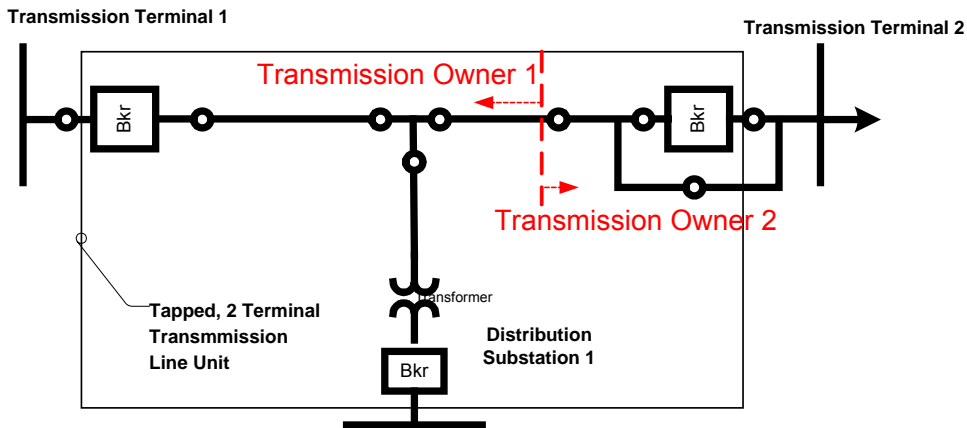 Transmission Terminal 1
Transmission Terminal 2
Transmission Owner 1
Bkr
Bkr
Transmission Owner 2
Transformer
Tapped, 2 Terminal
Transmmission
Line Unit
Distribution
Substation 1
Bkr